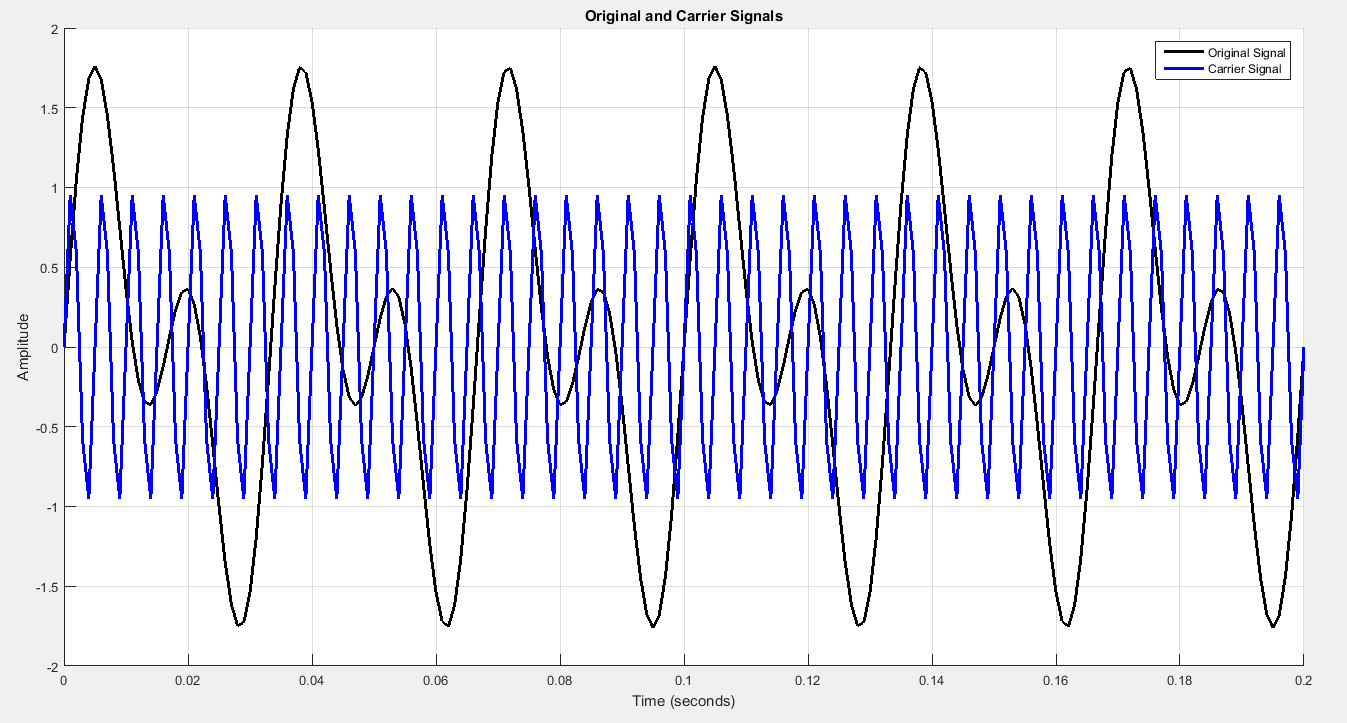 Original and Carrier Signals
Original Signal
Carrier Signal
2
1.5
1
0.5
0
-0.5
-1
-1.5
-2
Amplitude
0 0.02 0.04 0.06 0.08 0.1 0.12 0.14 0.16 0.18 0.2
Time (seconds)